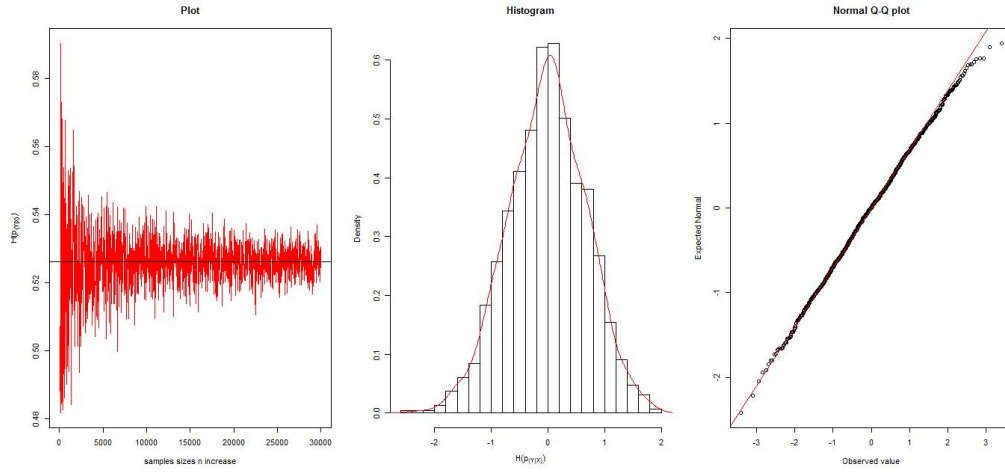 Plot
H(p(Y|X))
0.58
0.56
0.54
0.52
0.50
0.48
0 5000 10000 15000 20000 25000 30000
samples sizes n increase
Histogram
Density
0.6
0.5
0.4
0.3
0.2
0.1
0.0
-2 -1 0 1 2
H(p(Y|X))
Normal Q-Q plot
Expected Normal
2
1
0
-1
-2
-3 -2 -1 0 1 2 3
Observed value